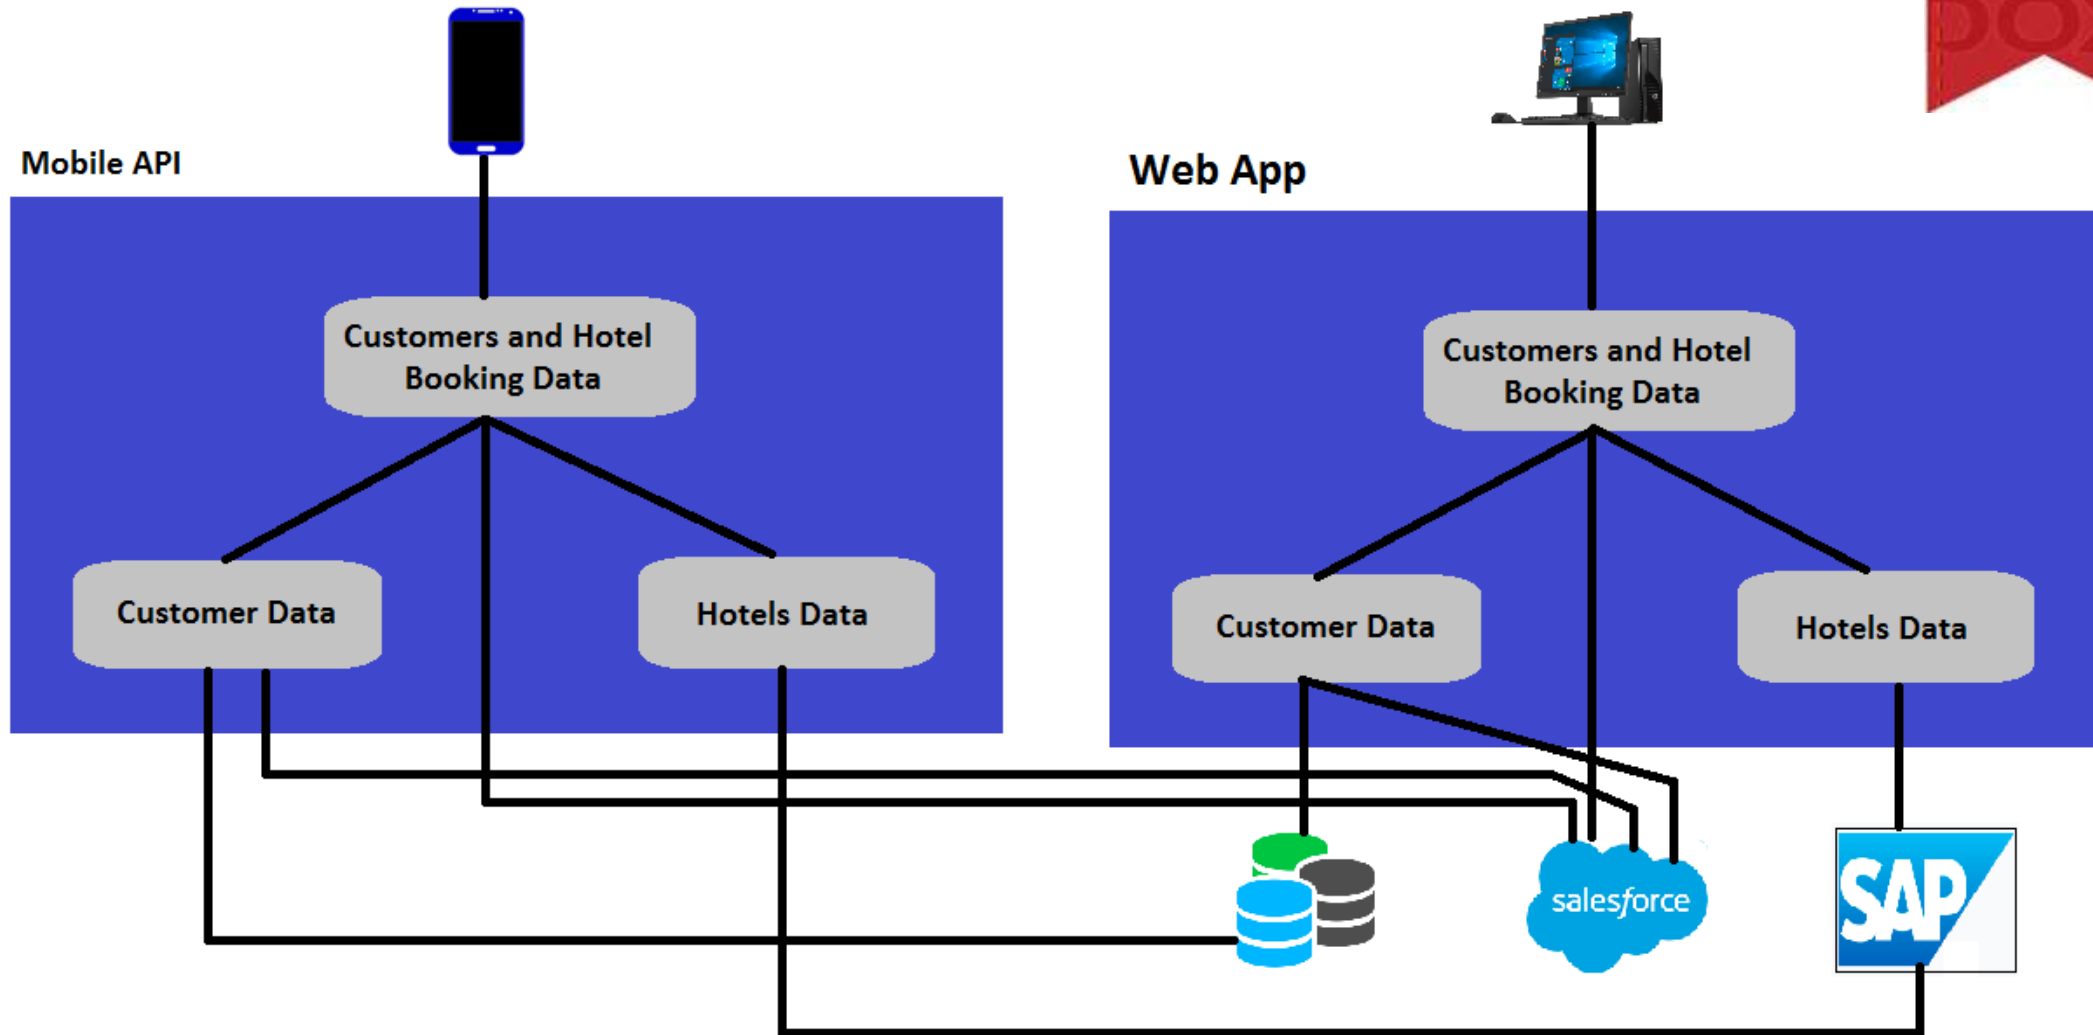 Mobile API
Web App
Customers and Hotel
Booking Data
Customers and Hotel
Booking Data
Customer Data
Hotels Data
Customer Data
Hotels Data
salesforce
SAP